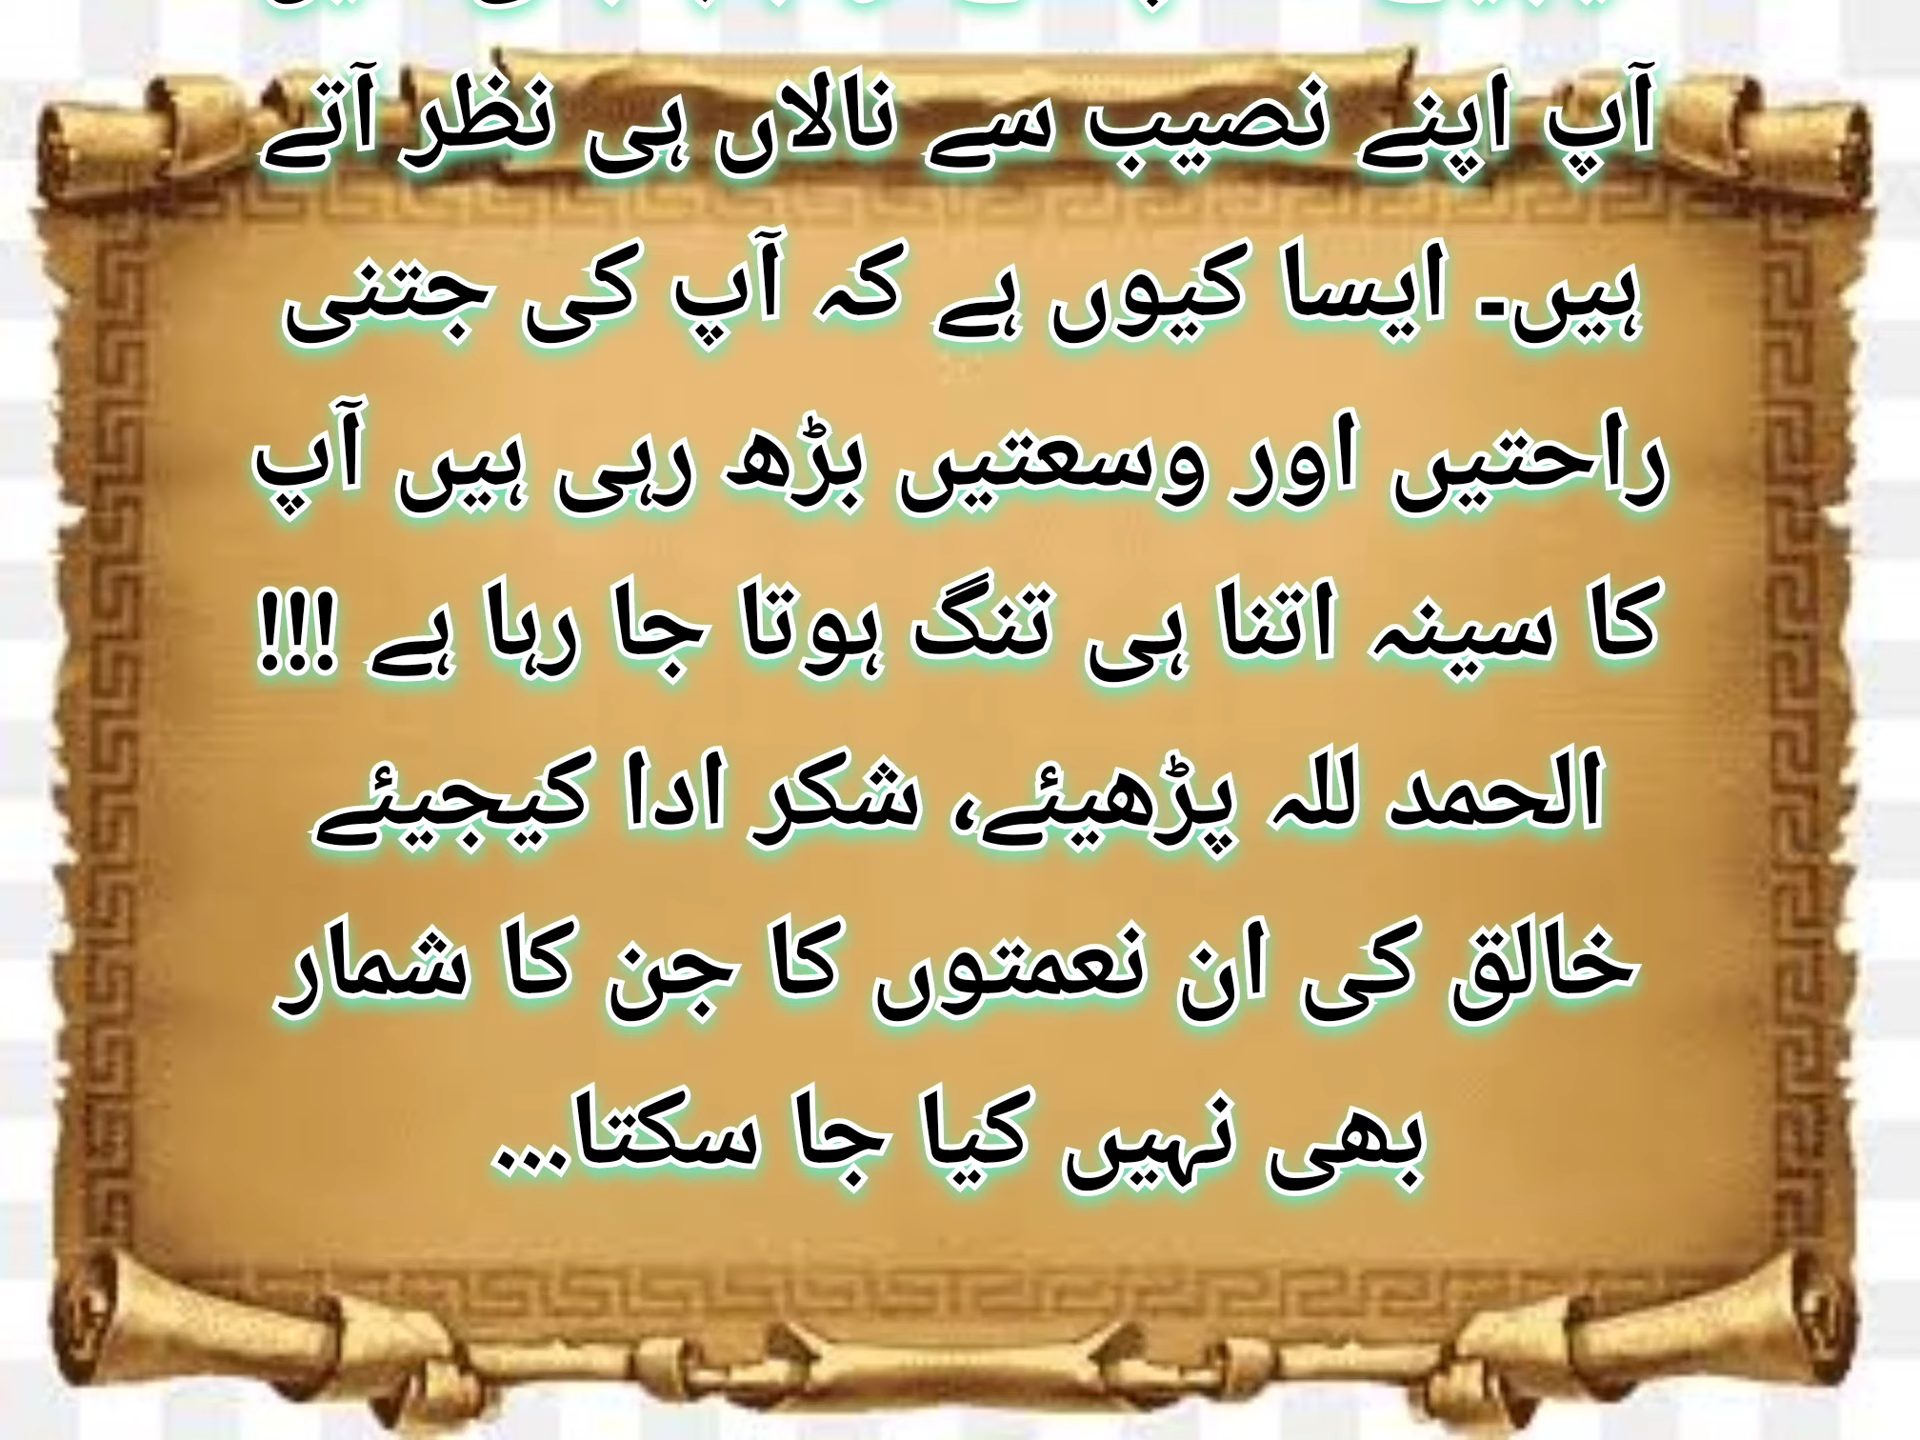 آپ اپنے نصیب سے نالاں ہی نظر آتے
ہیں۔ ایسا کیوں ہے کہ آپ کی جتنی
راحتیں اور وسعتیں بڑھ رہی ہیں آپ
کا سینہ اتنا ہی تنگ ہوتا جا رہا ہے !!!
الحمد للہ پڑھیئے، شکر ادا کیجیئے
خالق کی ان نعمتوں کا جن کا شمار
بھی نہیں کیا جا سکتا...